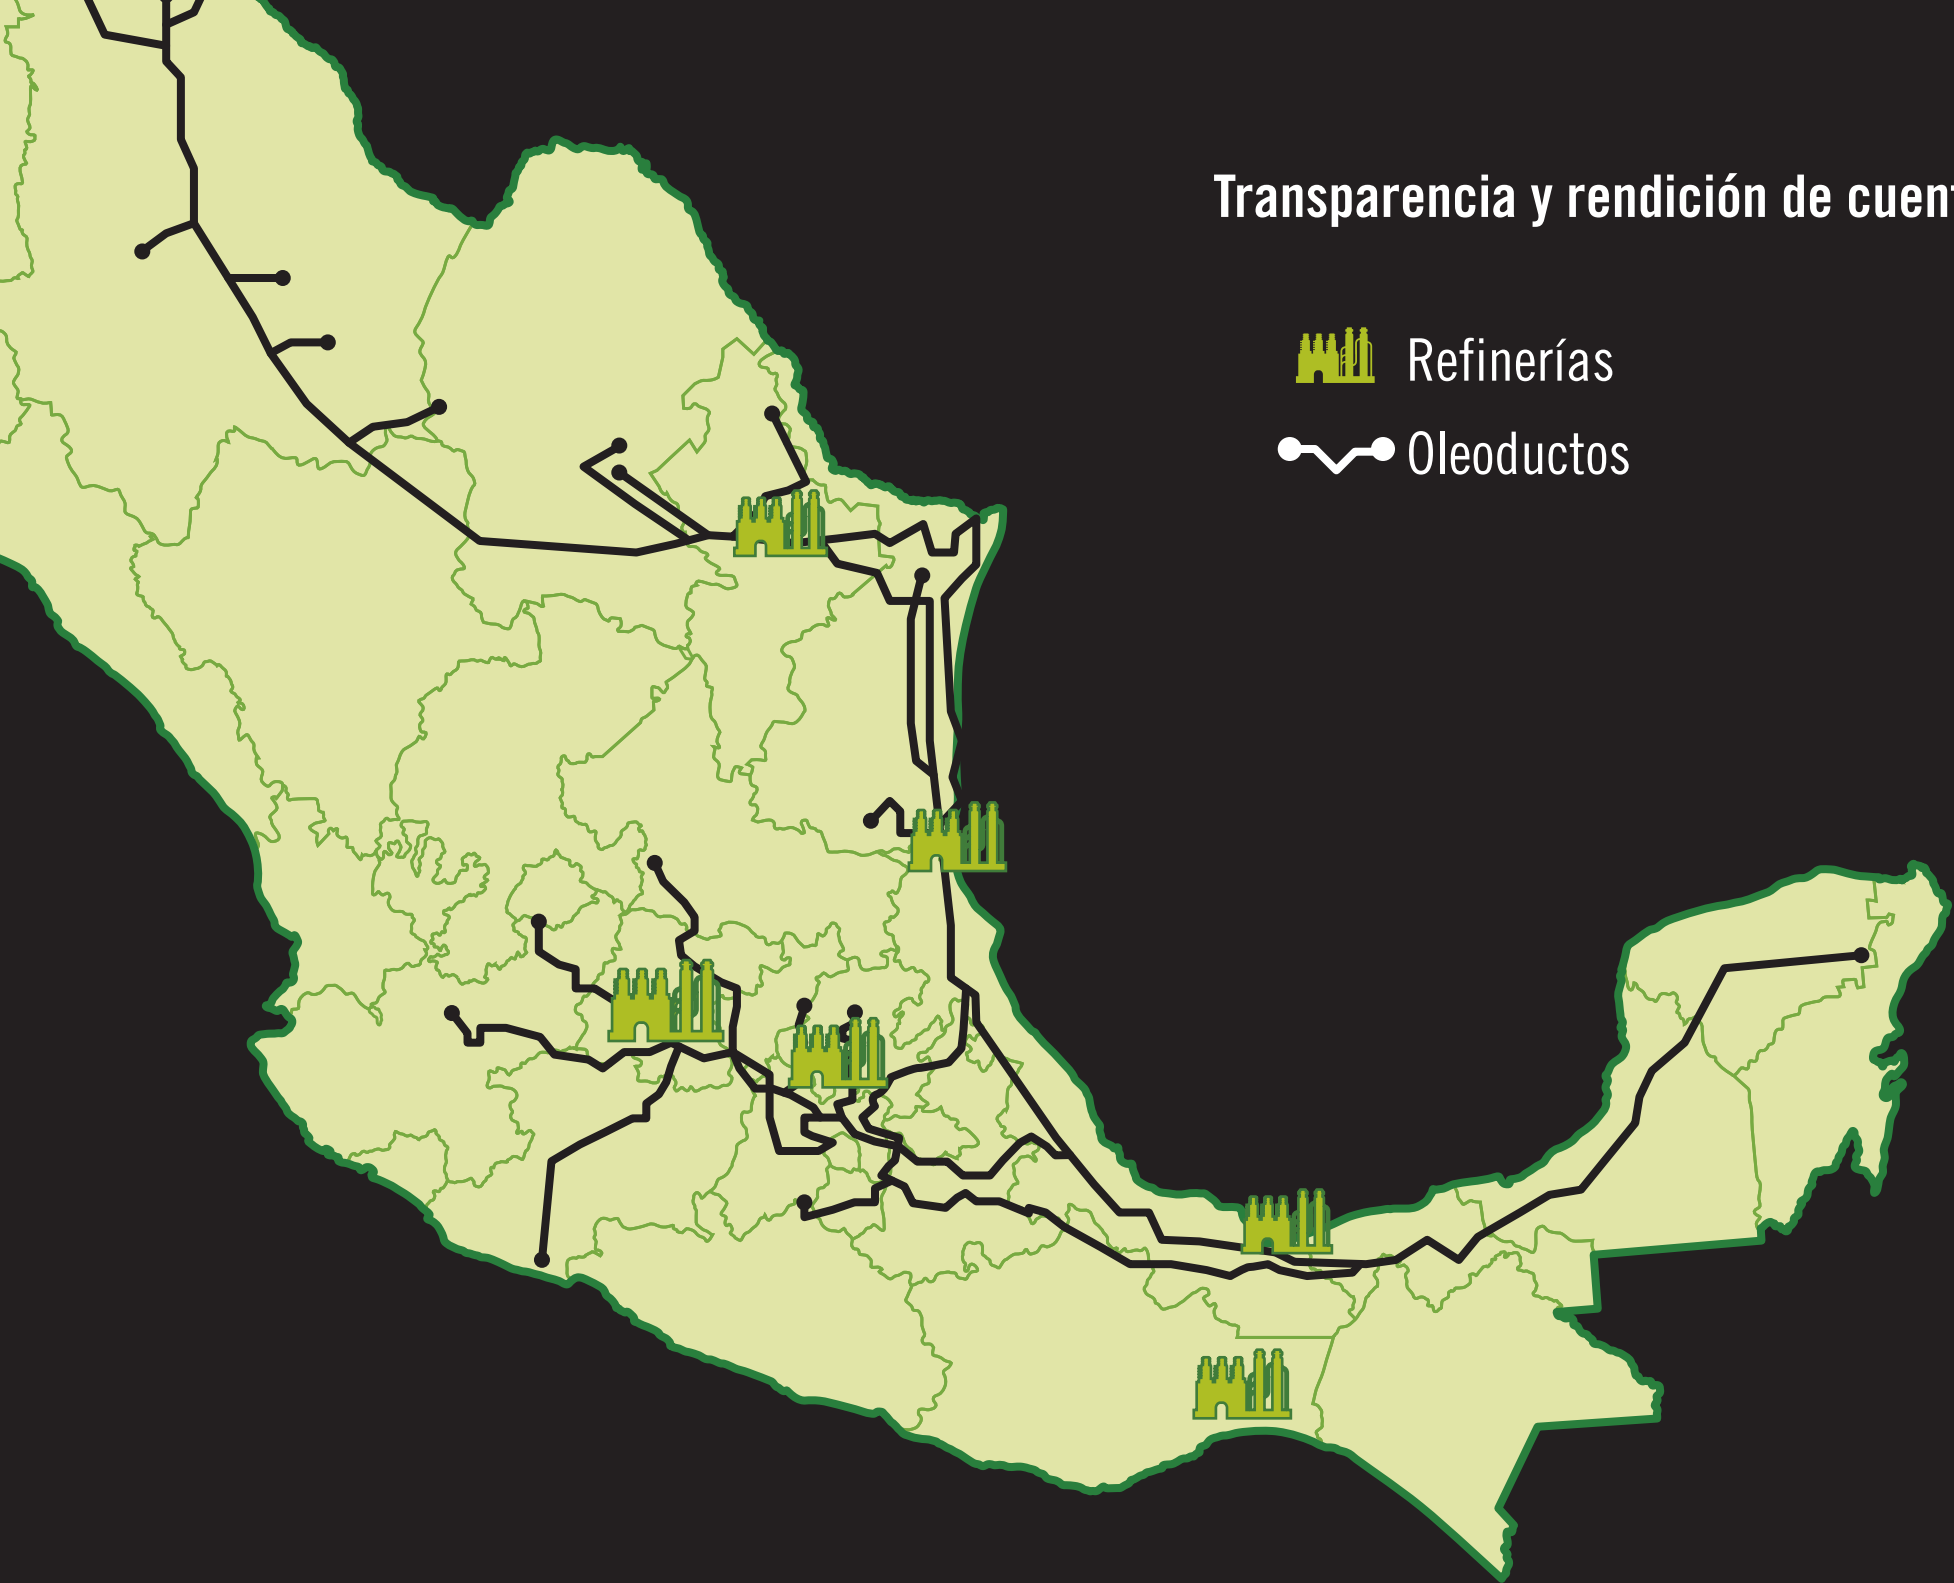 Transparencia y rendición de
Refinerías
Oleoductos